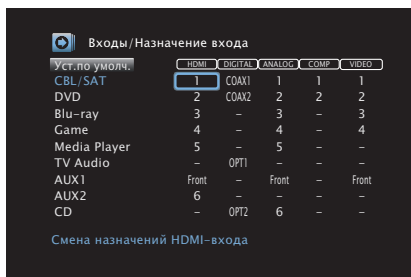 Входы/Назначение входа
Уст.по умолч. HDMI DIGITAL ANALOG COMP VIDEO
CBL/SAT 1 COAX1 1 1 1
DVD 2 COAX2 2 2 2
Blu-ray 3 – 3 – 3
Game 4 – 4 – 4
Media Player 5 – 5 – –
TV Audio – OPT1 – – –
AUX1 Front – Front – Front
AUX2 6 – – – –
CD – OPT2 6 – –
Смена назначений HDMI–входа